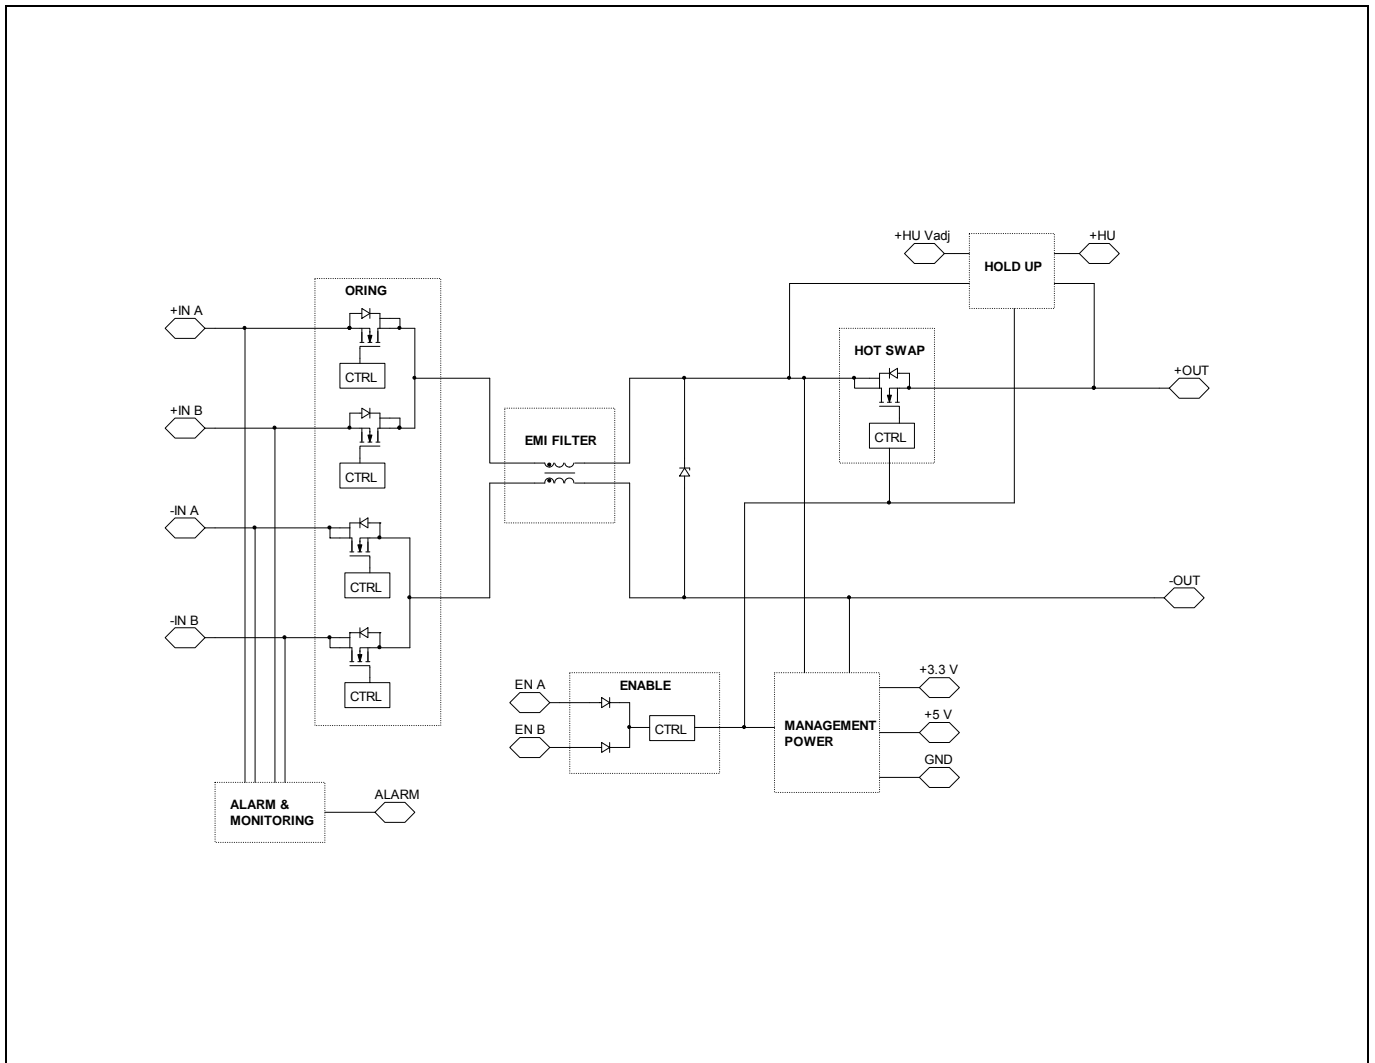 +HU Vadj
+HU
HOLD UP
ORING
+IN A
CTRL
HOT SWAP
+OUT
+IN B
CTRL
CTRL
EMI FILTER
-IN A
CTRL
-OUT
-IN B
CTRL
EN A
ENABLE
+3.3 V
EN B
CTRL
MANAGEMENT
POWER
+5 V
GND
ALARM &
MONITORING
ALARM